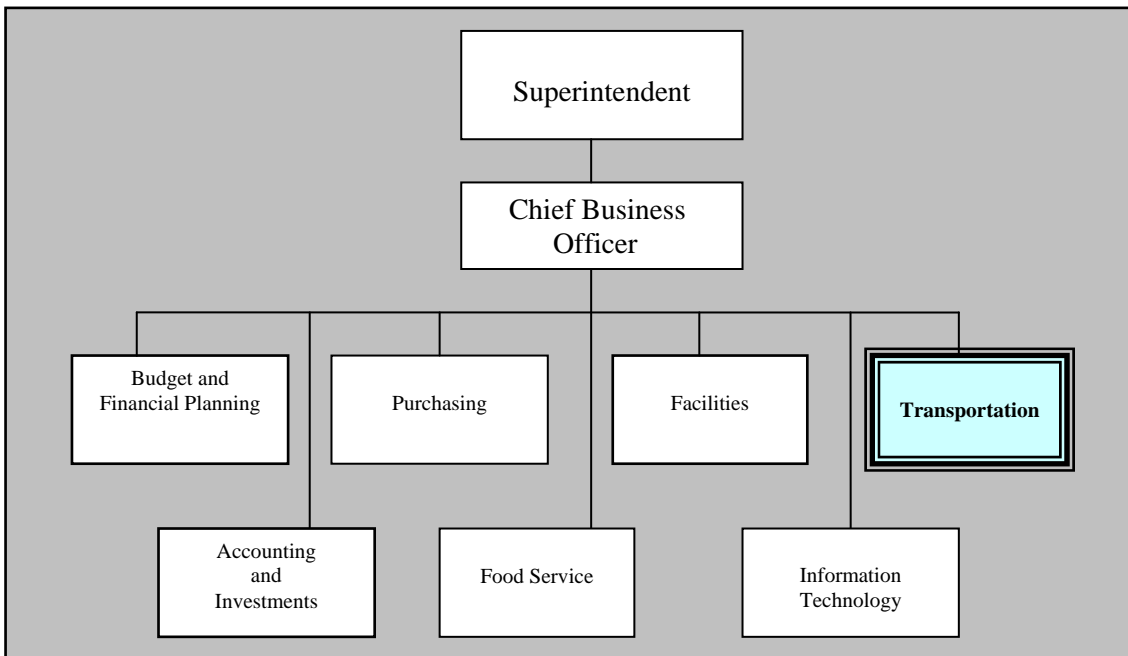 Superintendent
Chief Business
Officer
Budget and
Financial Planning
Purchasing
Facilities
Transportation
Accounting
and
Investments
Food Service
Information
Technology